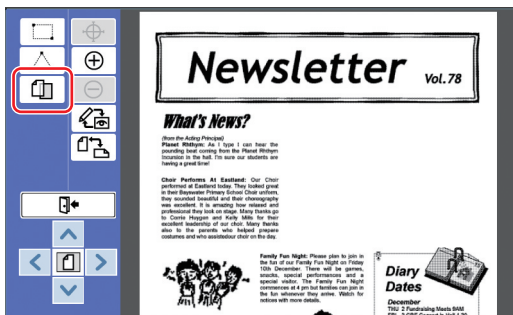 Newsletter Vol. 78
What's News?
(from the Acting Principal)
Planet Rhthym: As I type I can hear the
pounding beat coming from the Planet Rhthym
incursion in the hall. I'm sure our students are
having a great time!
Choir Performs At Eastland: Our Choir
performed at Eastland today. They looked great
in their Bayswater Primary School Choir uniform,
they sounded beautiful and their choreography
was excellent. It is amazing how relaxed and
professional they look on stage. Many thanks go
to Corrie Huygon and Kelly Mills for their
excellent leadership of our choir. Many thanks
also to the parents who helped prepare
costumes and who assistedour choir on the day.
Family Fun Night: Please plan to join in
the fun of our Family Fun Night on Friday
10th December. There will be games,
snacks, special performances and a
special visitor. The Family Fun Night
commences at 4 pm but families can join in
the fun whenever they arrive. Watch for
notices with more details.
Diary
Dates
December
THU 2 Fundraising Meets 9AM